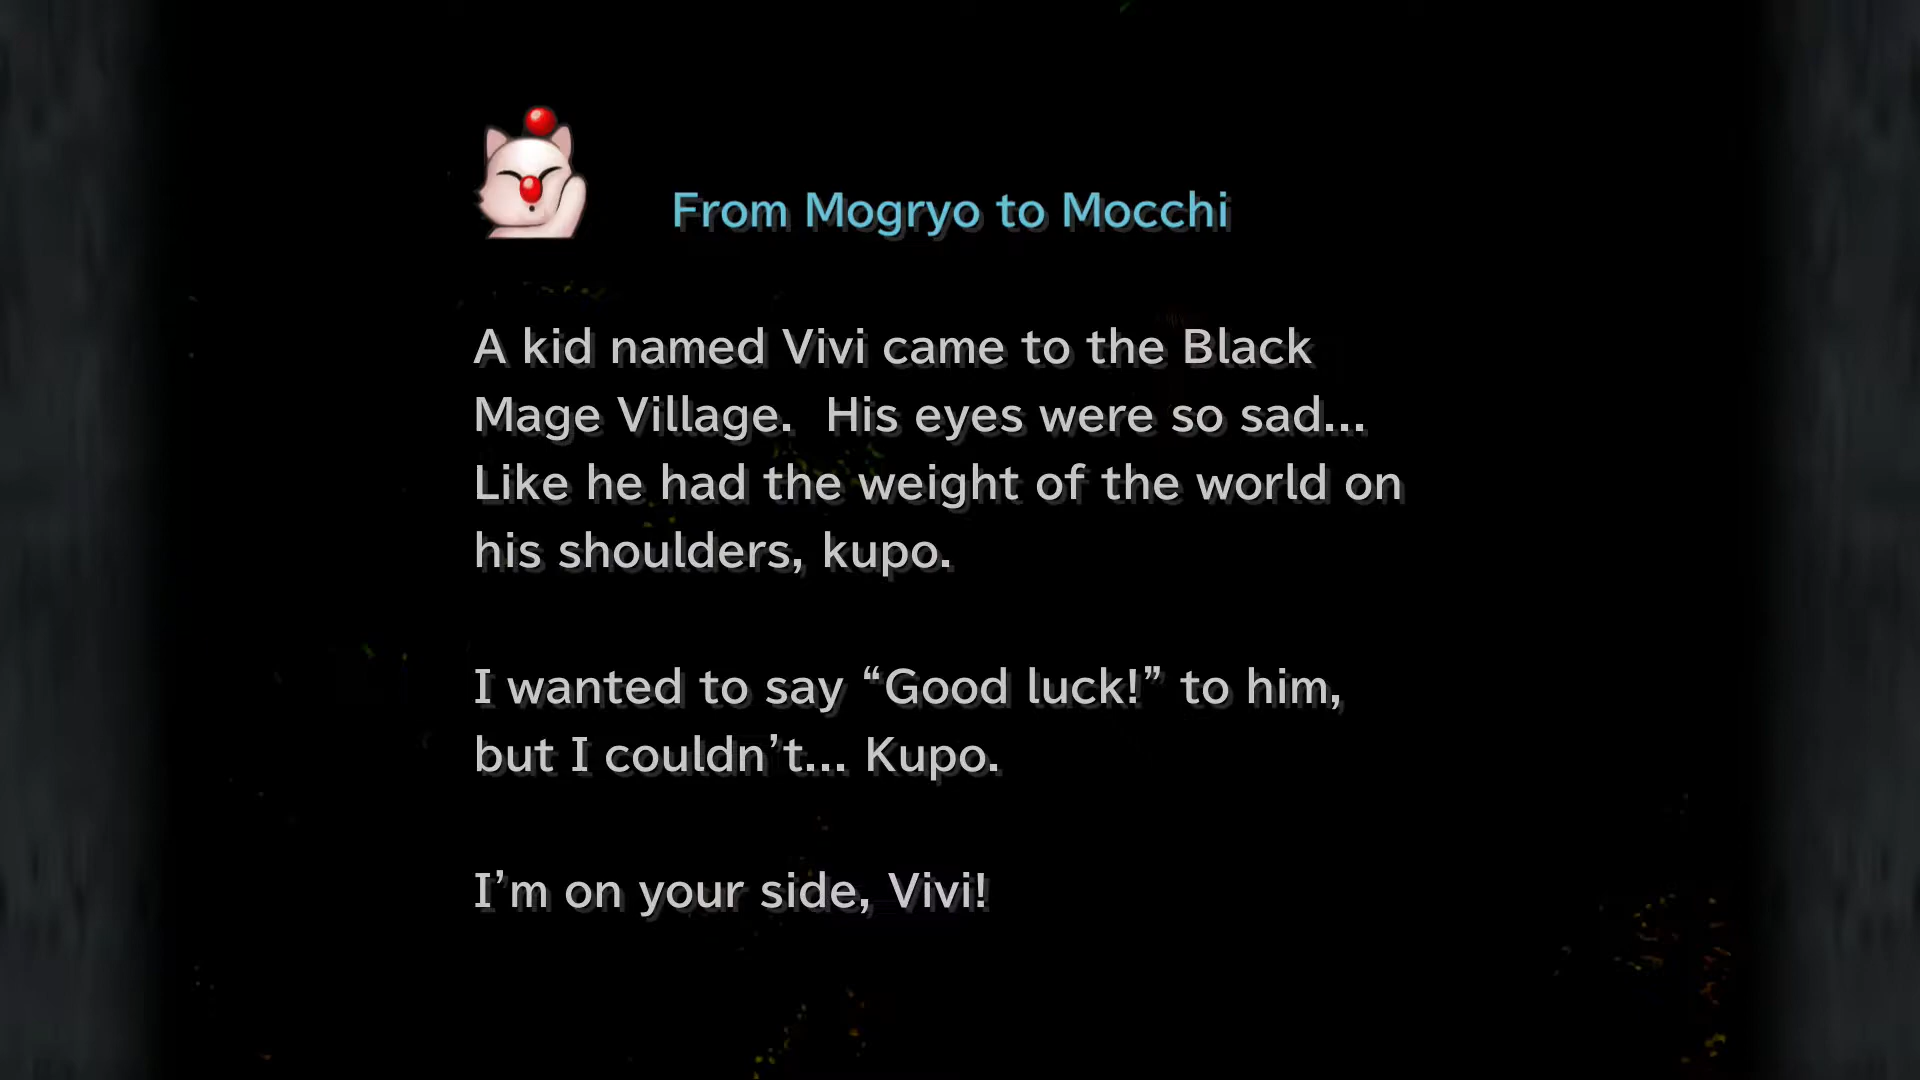 From Mogryo to Mocchi
A kid named Vivi came to the Black
Mage Village.  His eyes were so sad...
Like he had the weight of the world on
his shoulders, kupo.
I wanted to say “Good luck!” to him,
but I couldn’t... Kupo.
I’m on your side, Vivi!